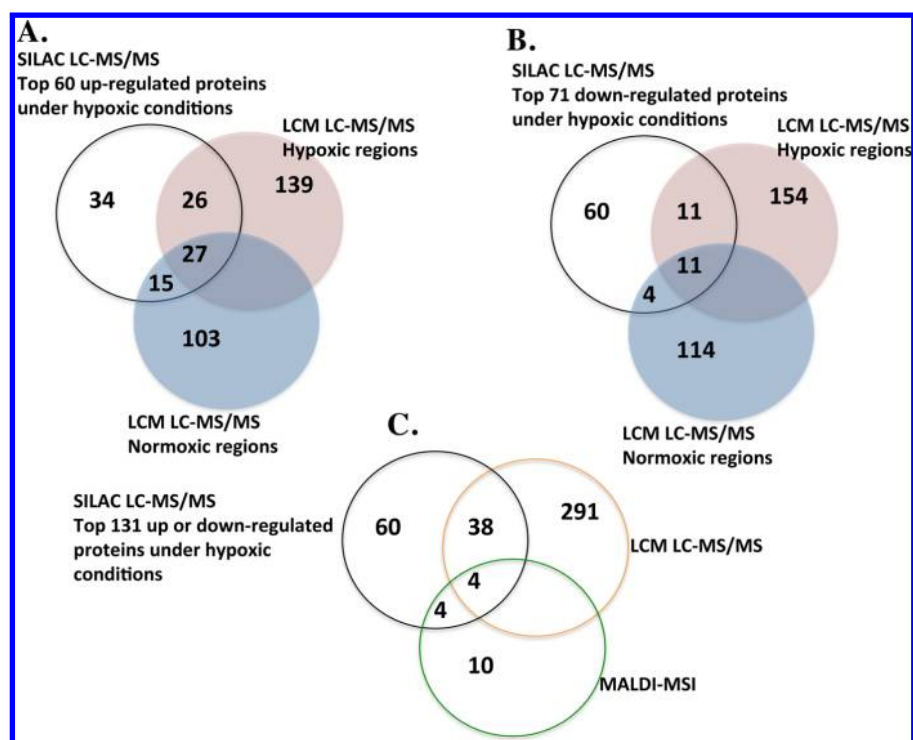 A.
SILAC LC-MS/MS
Top 60 up-regulated proteins
under hypoxic conditions
LCM LC-MS/MS
Hypoxic regions
34
26
139
27
15
103
LCM LC-MS/MS
Normoxic regions
B.
SILAC LC-MS/MS
Top 71 down-regulated proteins
under hypoxic conditions
LCM LC-MS/MS
Hypoxic regions
60
11
154
11
4
114
LCM LC-MS/MS
Normoxic regions
C.
SILAC LC-MS/MS
Top 131 up or down-regulated
proteins under hypoxic
conditions
60
38
291
LCM LC-MS/MS
4
4
10
MALDI-MSI